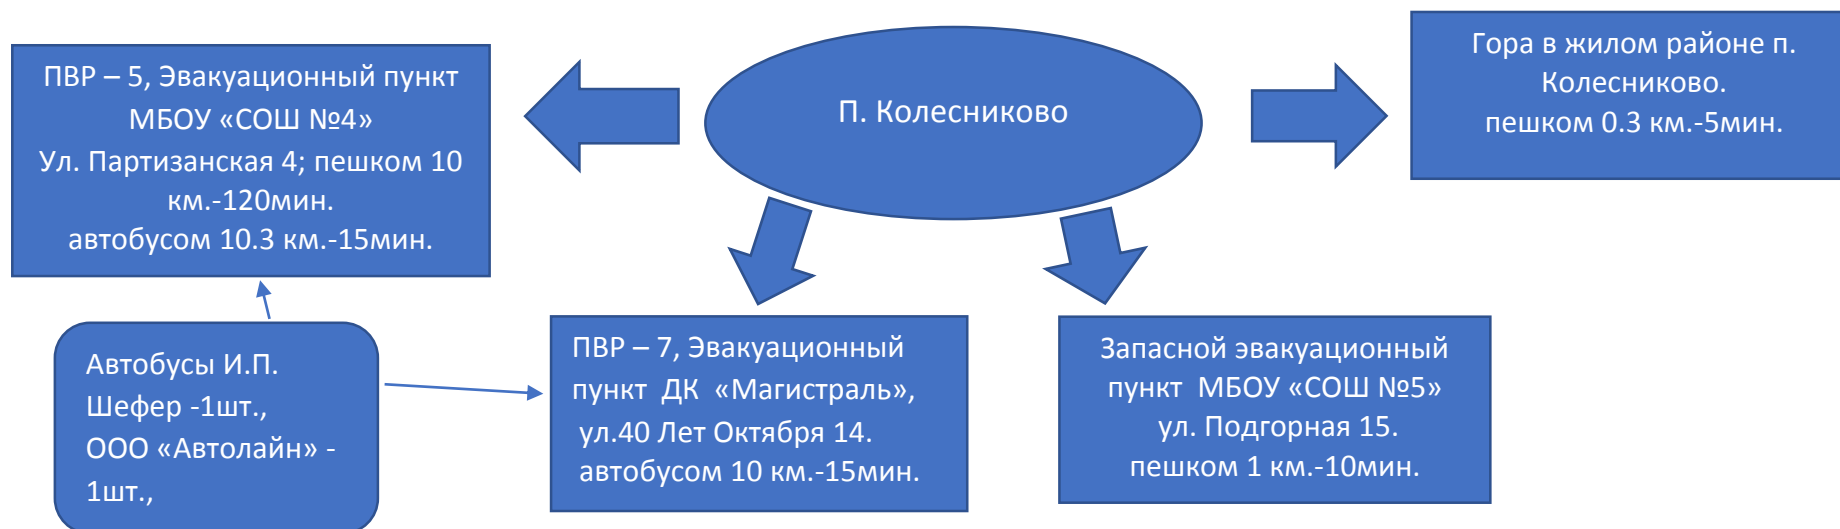 ПВР – 5, Эвакуационный пункт
МБОУ «СОШ №4»
Ул. Партизанская 4; пешком 10
км.-120мин.
автобусом 10.3 км.-15мин.
П. Колесниково
Гора в жилом районе п.
Колесниково.
пешком 0.3 км.-5мин.
Автобусы И.П.
Шефер -1шт.,
ООО «Автолайн» -
1шт.,
ПВР – 7, Эвакуационный
пункт ДК «Магистраль»,
ул.40 Лет Октября 14.
автобусом 10 км.-15мин.
Запасной эвакуационный
пункт МБОУ «СОШ №5»
ул. Подгорная 15.
пешком 1 км.-10мин.